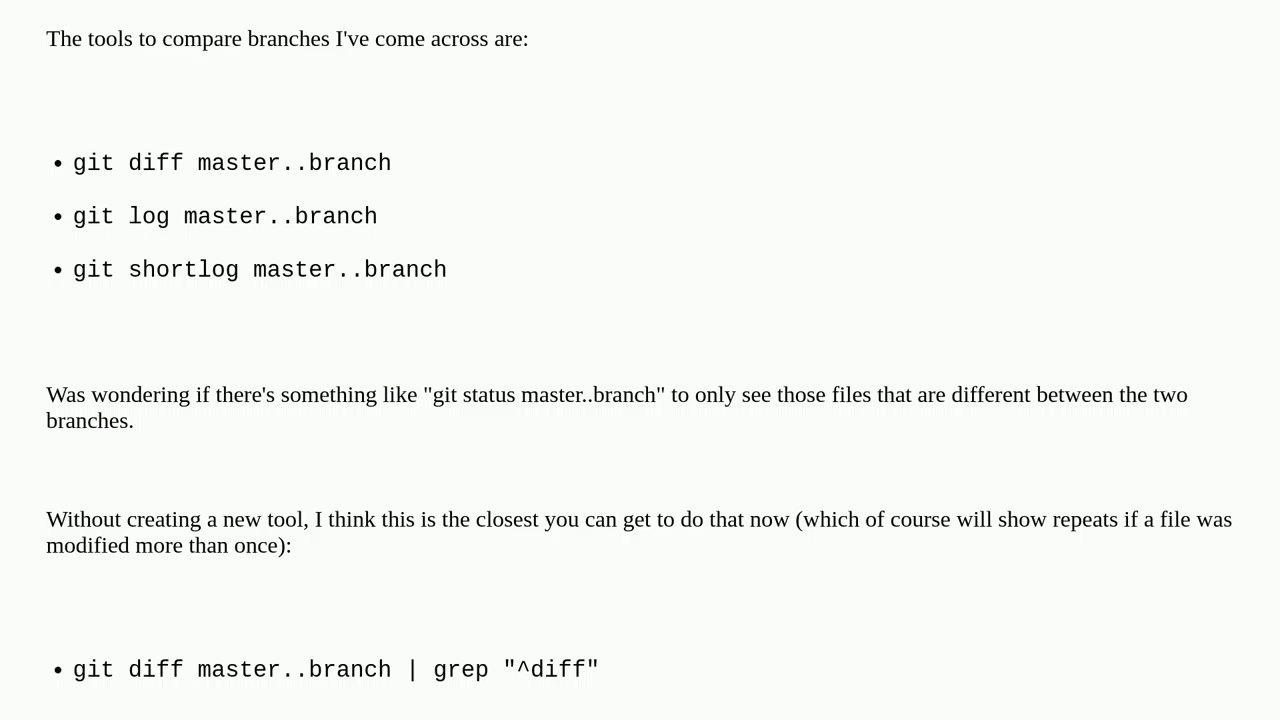 The tools to compare branches I've come across are:
• git diff master..branch
• git log master..branch
• git shortlog master..branch
Was wondering if there's something like "git status master..branch" to only see those files that are different between the two
branches.
Without creating a new tool, I think this is the closest you can get to do that now (which of course will show repeats if a file was
modified more than once):
• git diff master..branch | grep "^diff"